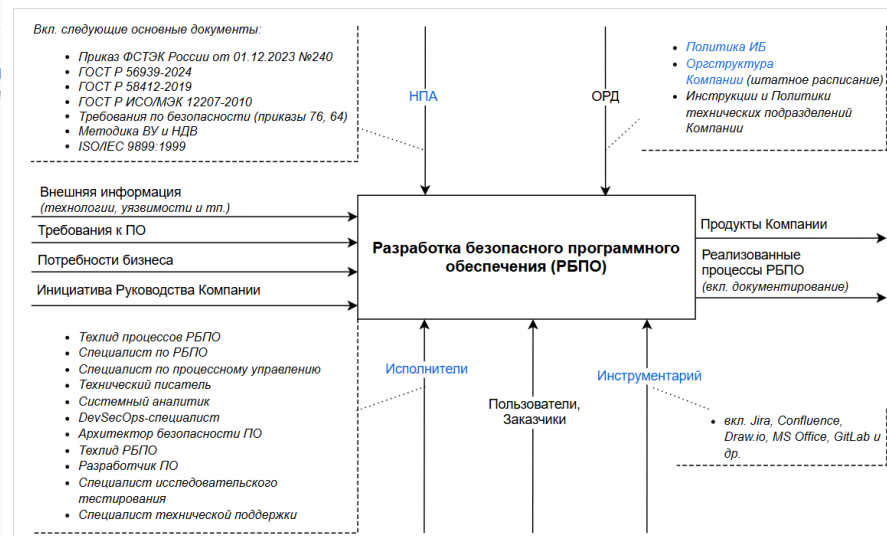 Вкл. следующие основные документы:
Приказ ФСТЭК России от 01.12.2023 №240
ГОСТ Р 56939-2024
ГОСТ Р 58412-2019
ГОСТ Р ИСО/МЭК 12207-2010
Требования по безопасности (приказы 76, 64)
Методика ВУ и НДВ
ISO/IEC 9899:1999
НПА
ОРД
Политика ИБ
Оргструктура
Компании (штатное расписание)
Инструкции и Политики
технических подразделений
Компании
Внешняя информация
(технологии, уязвимости и тп.)
Требования к ПО
Потребности бизнеса
Инициатива Руководства Компании
Разработка безопасного программного
обеспечения (РБПО)
Продукты Компании
Реализованные
процессы РБПО
(вкл. документирование)
Техлид процессов РБПО
Специалист по РБПО
Специалист по процессному управлению
Технический писатель
Системный аналитик
DevSecOps-специалист
Архитектор безопасности ПО
Техлид РБПО
Разработчик ПО
Специалист исследовательского
тестирования
Специалист технической поддержки
Исполнители
Пользователи,
Заказчики
Инструментарий
вкл. Jira, Confluence,
Draw.io, MS Office, GitLab и
др.